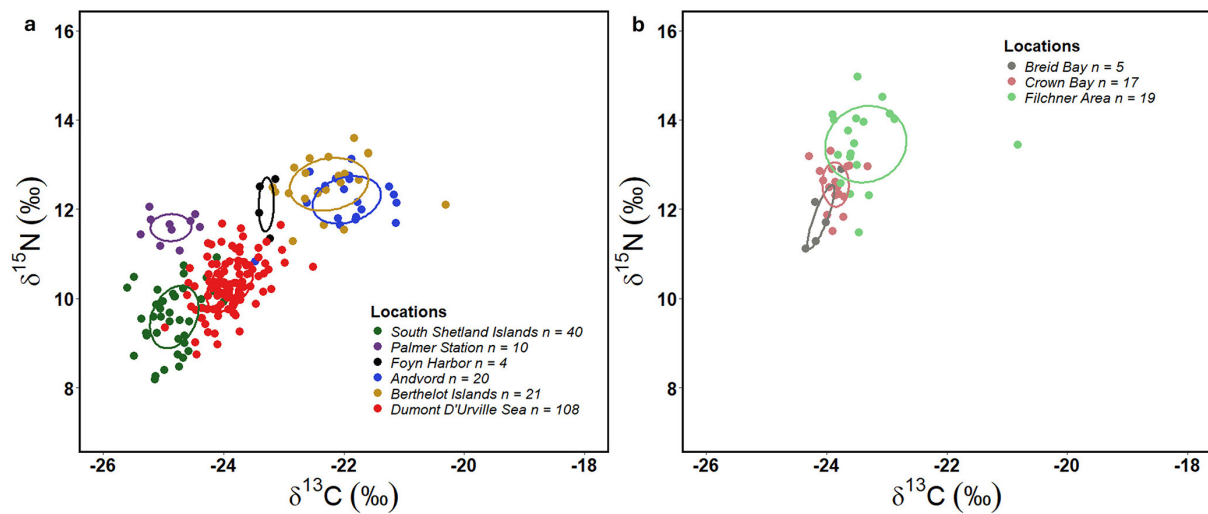 a
16
14
12
10
8
δ15N (‰)
-26
-24
-22
-20
-18
δ13C (‰)
Locations
South Shetland Islands n = 40
Palmer Station n = 10
Foyn Harbor n = 4
Andvord n = 20
Berthelot Islands n = 21
Dumont D'Urville Sea n = 108
b
16
14
12
10
8
δ15N (‰)
-26
-24
-22
-20
-18
δ13C (‰)
Locations
Breid Bay n = 5
Crown Bay n = 17
Filchner Area n = 19